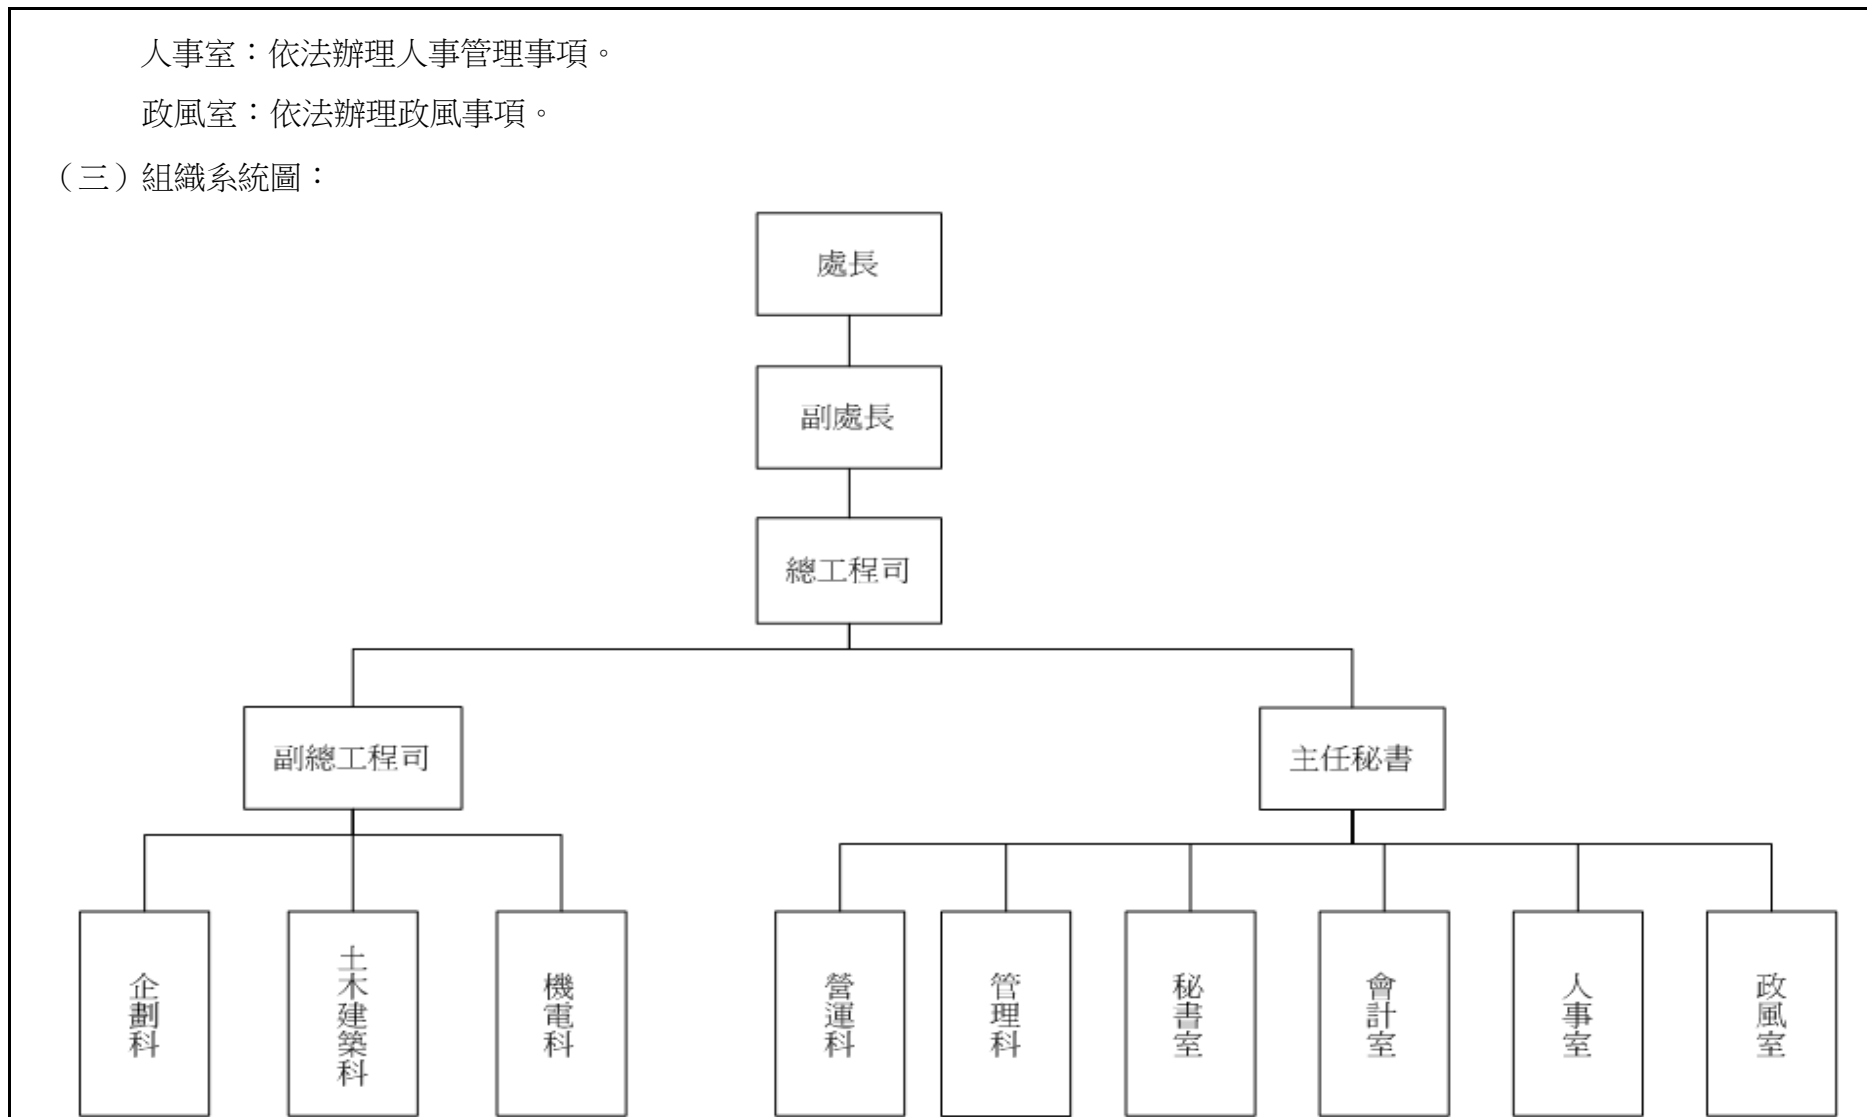 人事室：依法辦理人事管理事項。
政風室：依法辦理政風事項。
（三）組織系統圖：
處長
副處長
總工程司
副總工程司
主任秘書
企劃科
土木建築科
機電科
營運科
管理科
秘書室
會計室
人事室
政風室